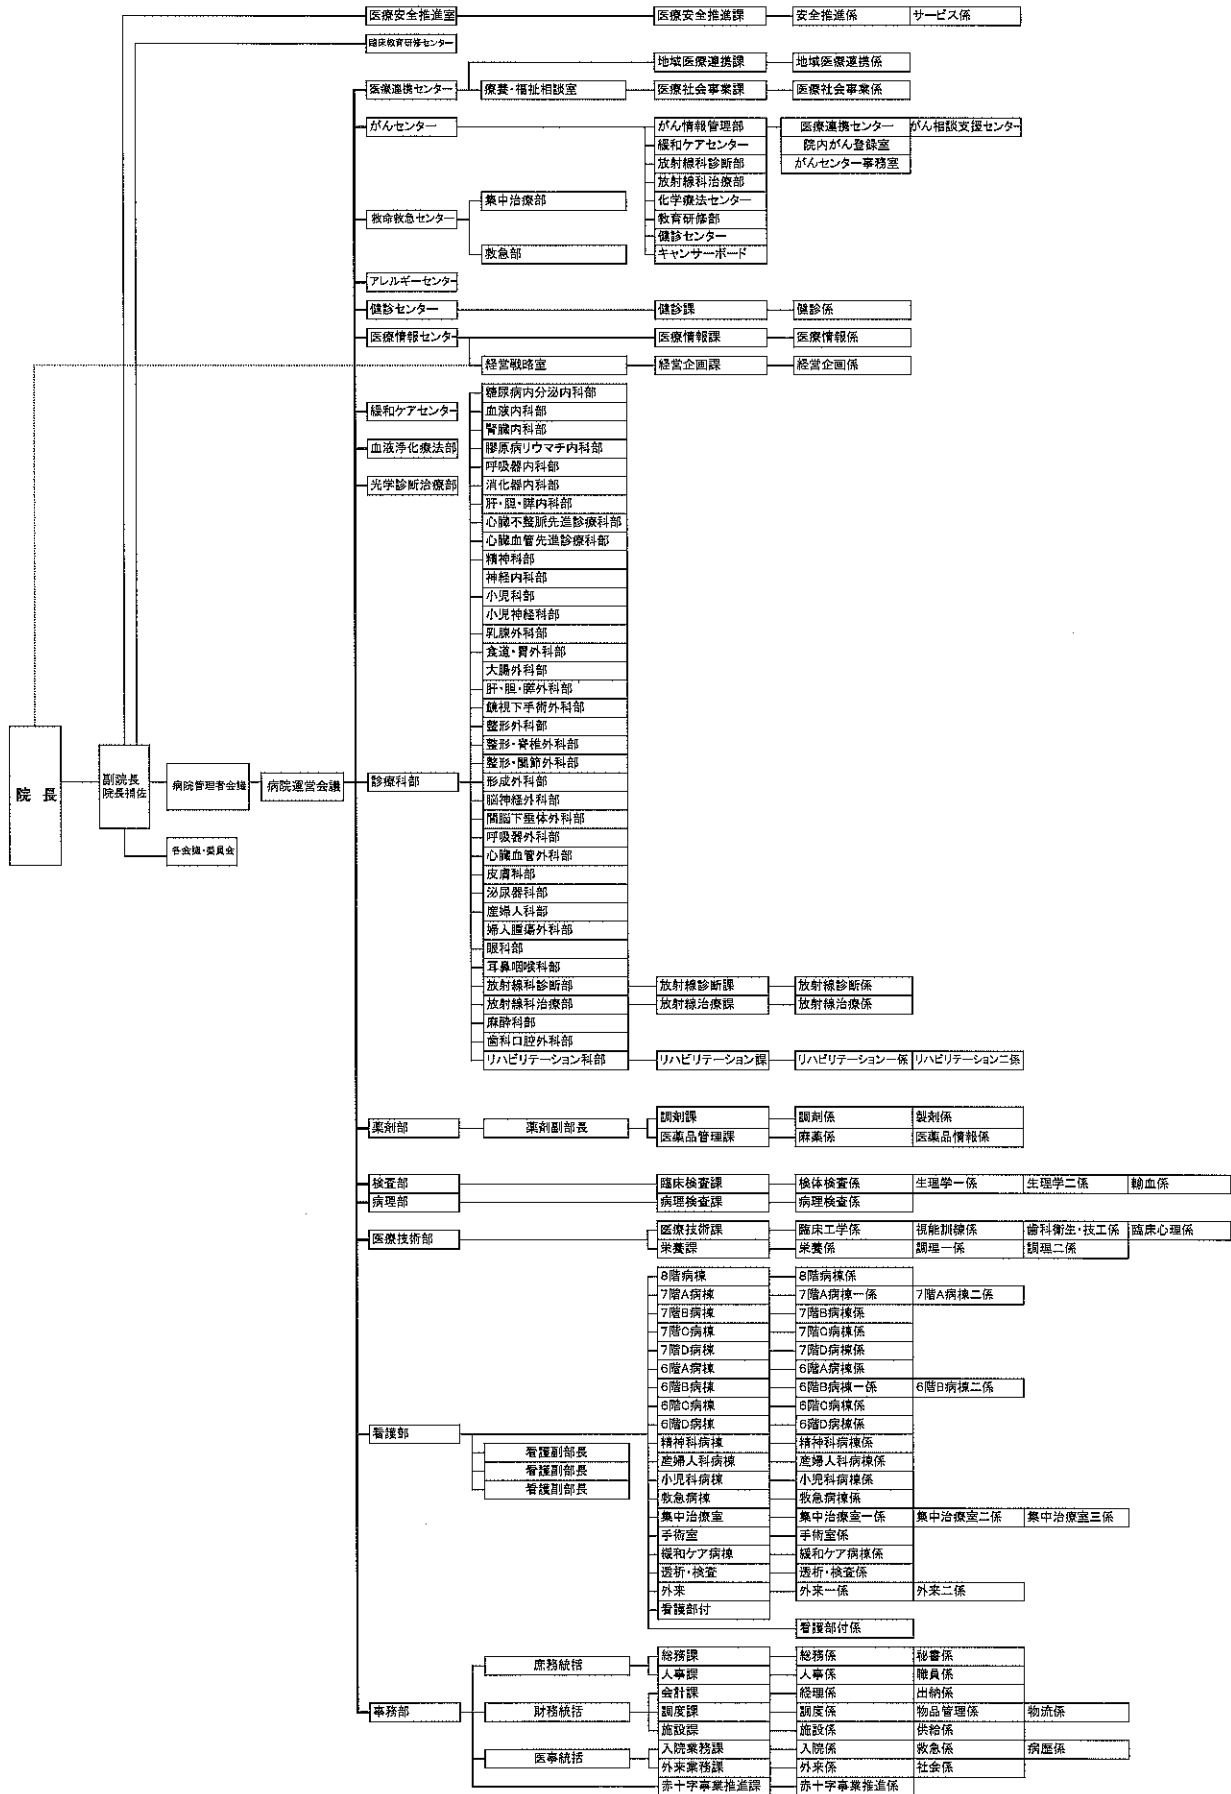 医療安全推進室 医療安全推進課 安全推進係 サービス係
臨床教育研修センター
地域医療連携課 地域医療連携係
医療連携センター 療養・福祉相談室 医療社会事業課 医療社会事業係
がんセンター がん情報管理部 医療連携センター がん相談支援センター
緩和ケアセンター 院内がん登録室
放射線科診断部 がんセンター事務室
放射線科治療部
集中治療部 化学療法センター
救命救急センター 教育研修部
健診センター
救急部 キャンサーボード
アレルギーセンター
健診センター 健診課 健診係
医療情報センター 医療情報課 医療情報係
経営戦略室 経営企画課 経営企画係
糖尿病内分泌内科部
緩和ケアセンター 血液内科部
腎臓内科部
血液浄化療法部 膠原病リウマチ内科部
呼吸器内科部
光学診断治療部 消化器内科部
肝・胆・膵内科部
心臓不整脈先進診療科部
心臓血管先進診療科部
精神科部
神経内科部
小児科部
小児神経科部
乳腺外科部
食道・胃外科部
大腸外科部
肝・胆・膵外科部
鏡視下手術外科部
整形外科部
整形・脊椎外科部
整形・関節外科部
院長 副院長
院長補佐 病院管理者会議 病院運営会議 診療科部 形成外科部
脳神経外科部
間脳下垂体外科部
呼吸器外科部
各会議・委員会 心臓血管外科部
皮膚科部
泌尿器科部
産婦人科部
婦人腫瘍外科部
眼科部
耳鼻咽喉科部
放射線科診断部 放射線診断課 放射線診断係
放射線科治療部 放射線治療課 放射線治療係
麻酔科部
歯科口腔外科部
リハビリテーション科部 リハビリテーション課 リハビリテーション一係 リハビリテーション二係
薬剤部 薬剤副部長 調剤課 調剤係 製剤係
医薬品管理課 麻薬係 医薬品情報係
検査部 臨床検査課 検体検査係 生理学一係 生理学二係 輸血係
病理部 病理検査課 病理検査係
医療技術部 医療技術課 臨床工学係 視能訓練係 歯科衛生・技工係 臨床心理係
栄養課 栄養係 調理一係 調理二係
8階病棟 8階病棟係
7階A病棟 7階A病棟一係 7階A病棟二係
7階B病棟 7階B病棟係
7階C病棟 7階C病棟係
7階D病棟 7階D病棟係
6階A病棟 6階A病棟係
6階B病棟 6階B病棟一係 6階B病棟二係
6階C病棟 6階C病棟係
6階D病棟 6階D病棟係
看護部 精神科病棟 精神科病棟係
看護副部長 産婦人科病棟 産婦人科病棟係
看護副部長 小児科病棟 小児科病棟係
看護副部長 救急病棟 救急病棟係
集中治療室 集中治療室一係 集中治療室二係 集中治療室三係
手術室 手術室係
緩和ケア病棟 緩和ケア病棟係
透析・検査 透析・検査係
外来 外来一係 外来二係
看護部付
看護部付係
庶務統括 総務課 総務係 秘書係
人事課 人事係 職員係
会計課 経理係 出納係
事務部 財務統括 調度課 調度係 物品管理係 物流係
施設課 施設係 供給係
医事統括 入院業務課 入院係 救急係 病歴係
外来業務課 外来係 社会係
赤十字事業推進課 赤十字事業推進係